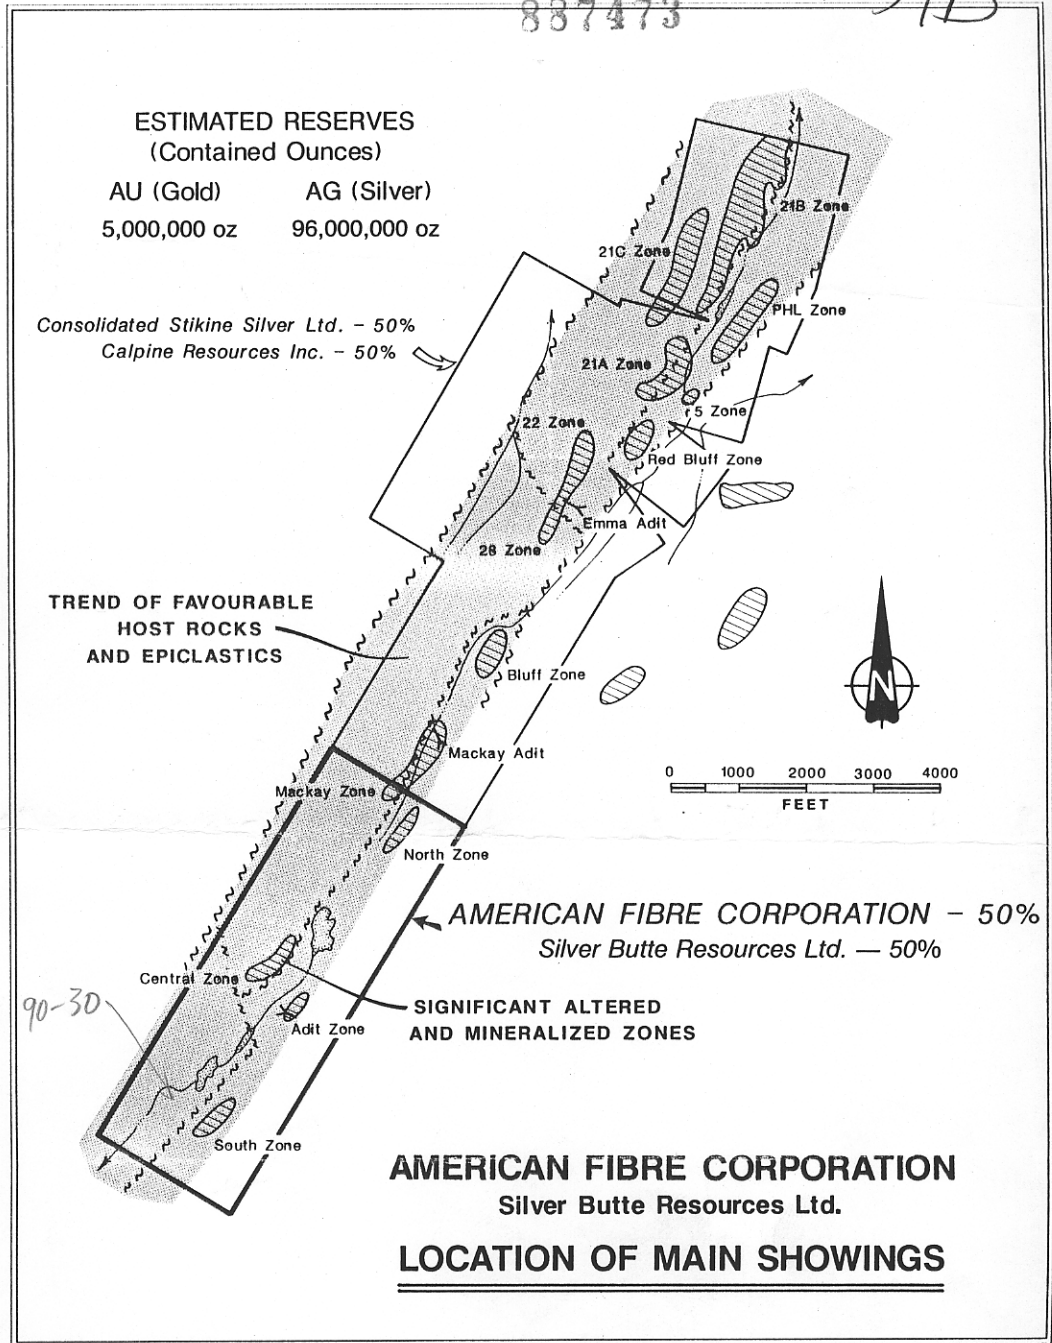 887473
ESTIMATED RESERVES
(Contained Ounces)
AU (Gold) AG (Silver)
5,000,000 oz 96,000,000 oz
21B Zone
21C Zone
PHL Zone
Consolidated Stikine Silver Ltd. - 50%
Calpine Resources Inc. - 50%
21A Zone
5 Zone
22 Zone
Red Bluff Zone
Emma Adit
28 Zone
TREND OF FAVOURABLE
HOST ROCKS
AND EPICLASTICS
Bluff Zone
N
Mackay Adit
0 1000 2000 3000 4000
FEET
Mackay Zone
North Zone
AMERICAN FIBRE CORPORATION - 50%
Silver Butte Resources Ltd. — 50%
Central Zone
90-30
SIGNIFICANT ALTERED
AND MINERALIZED ZONES
Adit Zone
South Zone
AMERICAN FIBRE CORPORATION
Silver Butte Resources Ltd.
LOCATION OF MAIN SHOWINGS